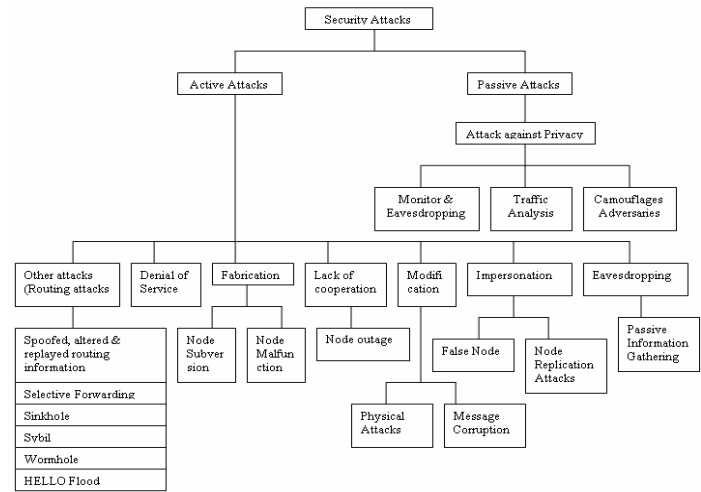 Security Attacks
Active Attacks
Passive Attacks
Attack against Privacy
Monitor &
Eavesdropping
Traffic
Analysis
Camouflages
Adversaries
Other attacks
(Routing attacks
Denial of
Service
Fabrication
Lack of
cooperation
Modifi
cation
Impersonation
Eavesdropping
Spoofed, altered &
replayed routing
information
Selective Forwarding
Sinkhole
Sybil
Wormhole
HELLO Flood
Node
Subver
sion
Node
Malfun
ction
Node outage
Physical
Attacks
Message
Corruption
False Node
Node
Replication
Attacks
Passive
Information
Gathering